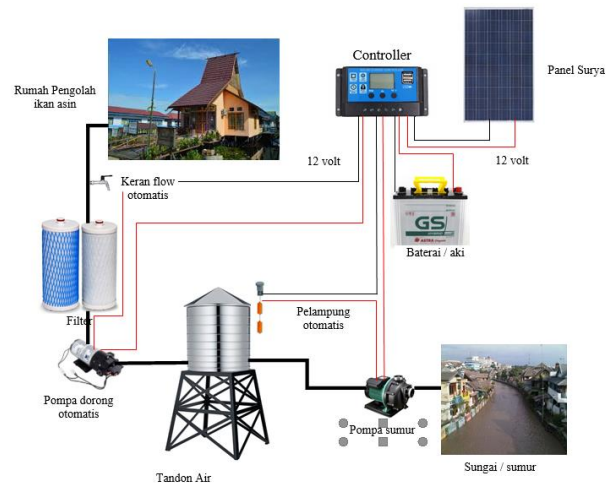 Controller
Panel Surya
Rumah Pengolah
ikan asin
12 volt
12 volt
Keran flow
otomatis
GS
ASTRA
Baterai / aki
Pelampung
otomatis
Filter
Pompa dorong
otomatis
Pompa sumur
Sungai / sumur
Tandon Air